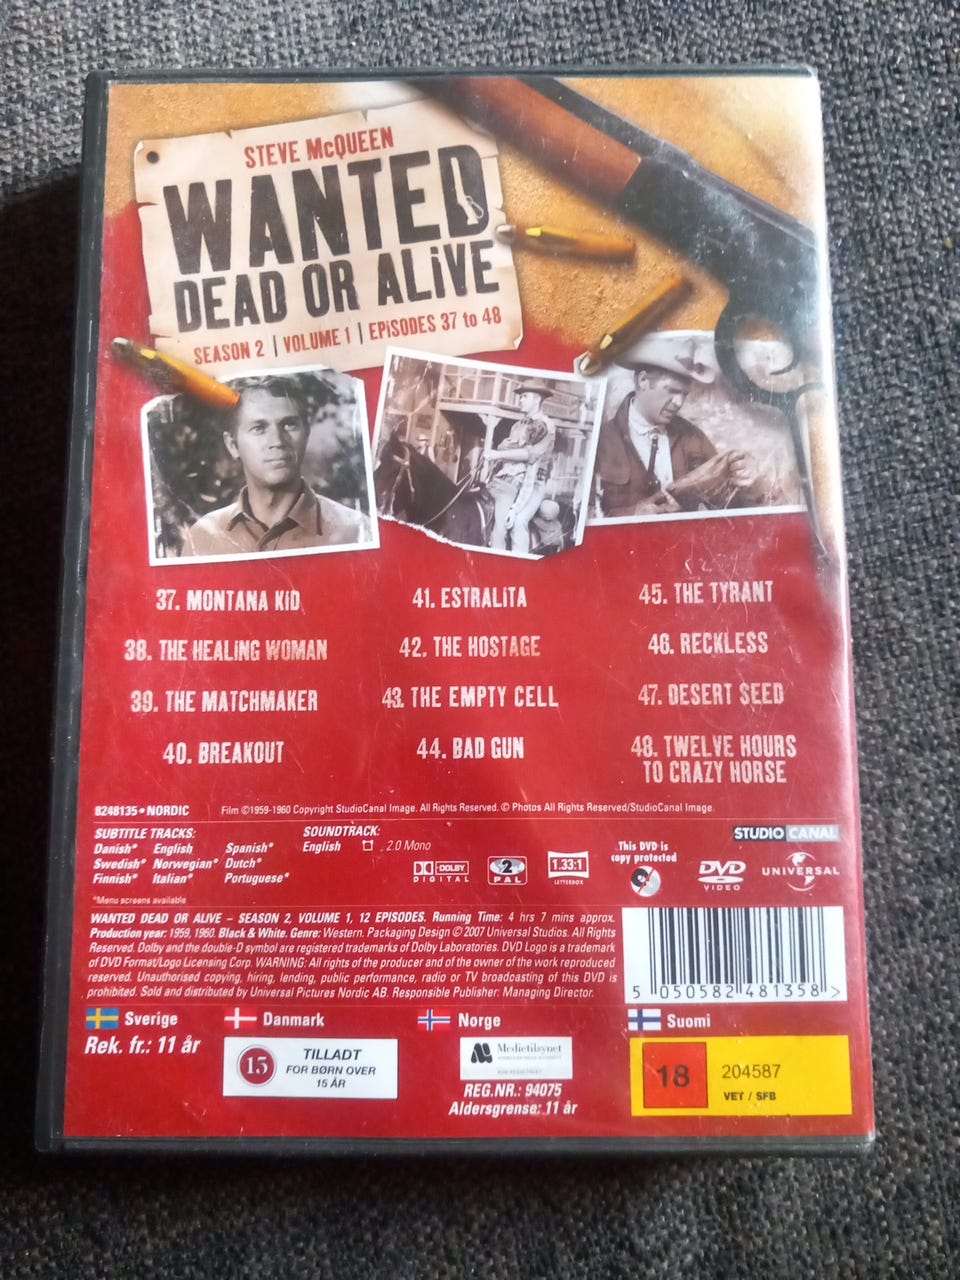 STEVE McQUEEN
WANTED
DEAD OR ALiVE
SEASON 2 | VOLUME 1 | EPiSODES 37 to 48
37. MONTANA KiD
38. THE HEALiNG WOMAN
39. THE MATCHMAKER
40. BREAKOUT
41. ESTRALiTA
42. THE HOSTAGE
43. THE EMPTY CELL
44. BAD GUN
45. THE TYRANT
46. RECKLESS
47. DESERT SEED
48. TWELVE HOURS
TO CRAZY HORSE
8248135 • NORDIC Film ©1959-1960 Copyright StudioCanal Image. All Rights Reserved. © Photos All Rights Reserved/StudioCanal Image.
SUBTITLE TRACKS:
Danish* English Spanish*
Swedish* Norwegian* Dutch*
Finnish* Italian* Portuguese*
*Menu screens available
SOUNDTRACK:
English 2.0 Mono
DOLBY
DIGITAL
2
PAL
1.33:1
LETTERBOX
This DVD is
copy protected
STUDIO CANAL
DVD
VIDEO
UNIVERSAL
WANTED DEAD OR ALIVE – SEASON 2, VOLUME 1, 12 EPISODES. Running Time: 4 hrs 7 mins approx.
Production year: 1959, 1960. Black & White. Genre: Western. Packaging Design © 2007 Universal Studios. All Rights
Reserved. Dolby and the double-D symbol are registered trademarks of Dolby Laboratories. DVD Logo is a trademark
of DVD Format/Logo Licensing Corp. WARNING: All rights of the producer and of the owner of the work reproduced
reserved. Unauthorised copying, hiring, lending, public performance, radio or TV broadcasting of this DVD is
prohibited. Sold and distributed by Universal Pictures Nordic AB. Responsible Publisher: Managing Director.
5 050582 481358 >
Sverige
Rek. fr.: 11 år
Danmark
15
TILLADT
FOR BØRN OVER
15 ÅR
Norge
Medietilsynet
REG.NR.: 94075
Aldersgrense: 11 år
Suomi
18
204587
VET / SFB